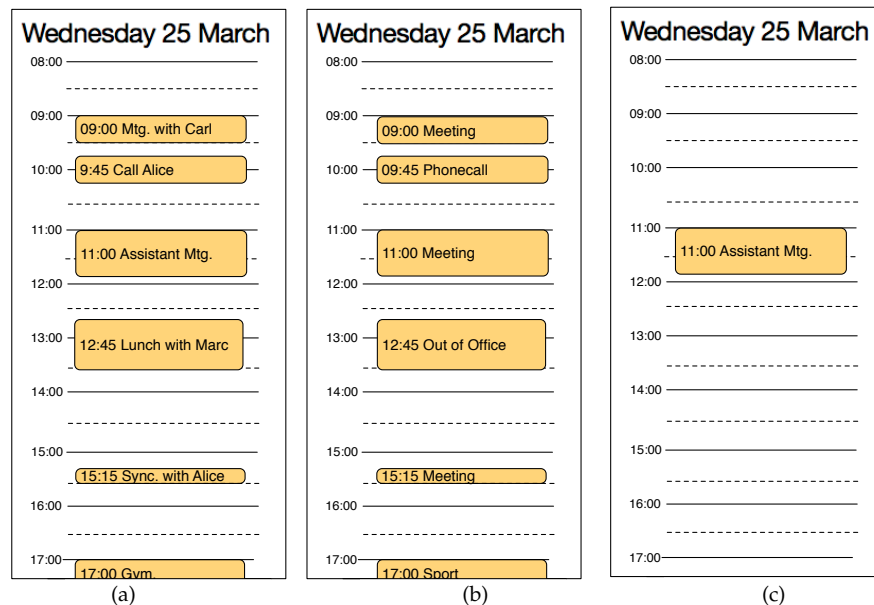 Wednesday 25 March
08:00
09:00
09:00 Mtg. with Carl
10:00
9:45 Call Alice
11:00
11:00 Assistant Mtg.
12:00
13:00
12:45 Lunch with Marc
14:00
15:00
15:15 Sync. with Alice
16:00
17:00
17:00 Gym.
(a)
Wednesday 25 March
08:00
09:00
09:00 Meeting
10:00
09:45 Phonecall
11:00
11:00 Meeting
12:00
13:00
12:45 Out of Office
14:00
15:00
15:15 Meeting
16:00
17:00
17:00 Sport
(b)
Wednesday 25 March
08:00
09:00
10:00
11:00
11:00 Assistant Mtg.
12:00
13:00
14:00
15:00
16:00
17:00
(c)